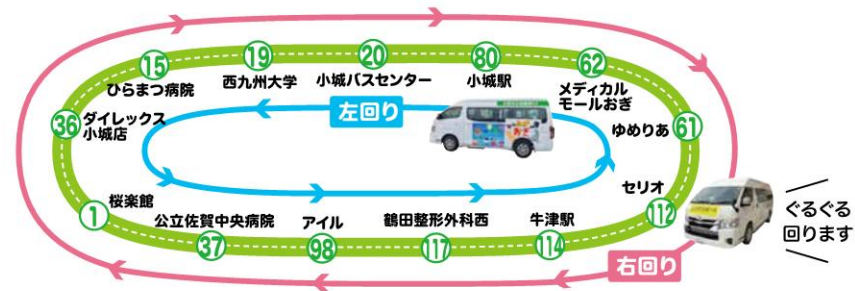 15
ひらまつ病院
19
西九州大学
20
小城バスセンター
80
小城駅
62
メディカル
モールおぎ
36
ダイレックス
小城店
左回り
ゆめりあ
61
1
桜楽館
公立佐賀中央病院
37
アイル
98
鶴田整形外科西
117
牛津駅
114
セリオ
112
右回り
ぐるぐる
回ります